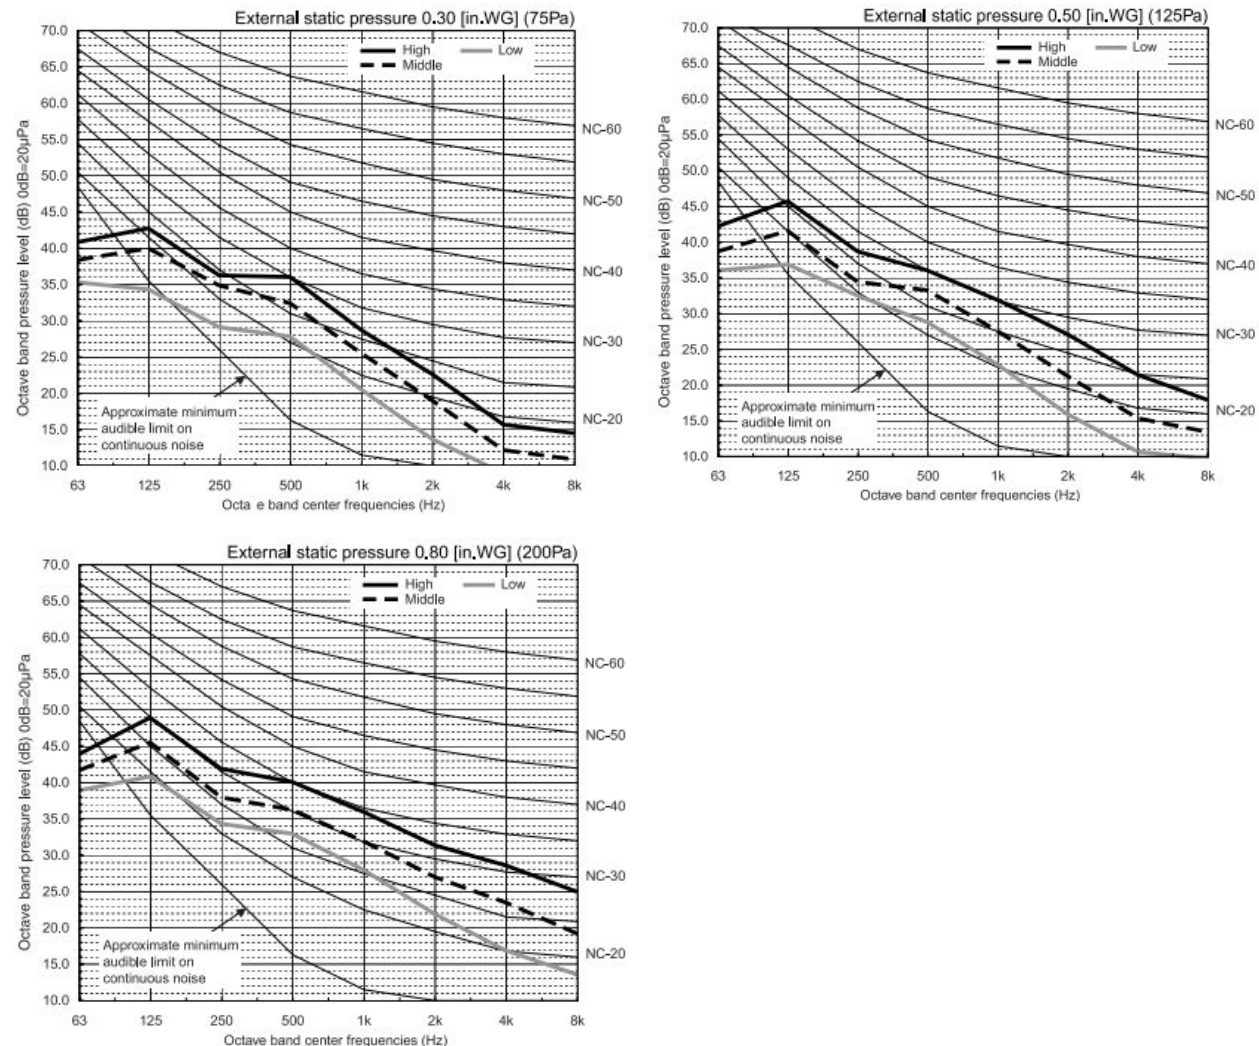 External static pressure 0.30 [in.WG] (75Pa)
70.0
65.0
60.0
55.0
50.0
45.0
40.0
35.0
30.0
25.0
20.0
15.0
10.0
Octave band pressure level (dB) 0dB=20µPa
High
Low
Middle
NC-60
NC-50
NC-40
NC-30
NC-20
Approximate minimum
audible limit on
continuous noise
63 125 250 500 1k 2k 4k 8k
Octa e band center frequencies (Hz)
External static pressure 0.50 [in.WG] (125Pa)
70.0
65.0
60.0
55.0
50.0
45.0
40.0
35.0
30.0
25.0
20.0
15.0
10.0
Octave band pressure level (dB) 0dB=20µPa
High
Low
Middle
NC-60
NC-50
NC-40
NC-30
NC-20
Approximate minimum
audible limit on
continuous noise
63 125 250 500 1k 2k 4k 8k
Octave band center frequencies (Hz)
External static pressure 0.80 [in.WG] (200Pa)
70.0
65.0
60.0
55.0
50.0
45.0
40.0
35.0
30.0
25.0
20.0
15.0
10.0
Octave band pressure level (dB) 0dB=20µPa
High
Low
Middle
NC-60
NC-50
NC-40
NC-30
NC-20
Approximate minimum
audible limit on
continuous noise
63 125 250 500 1k 2k 4k 8k
Octave band center frequencies (Hz)